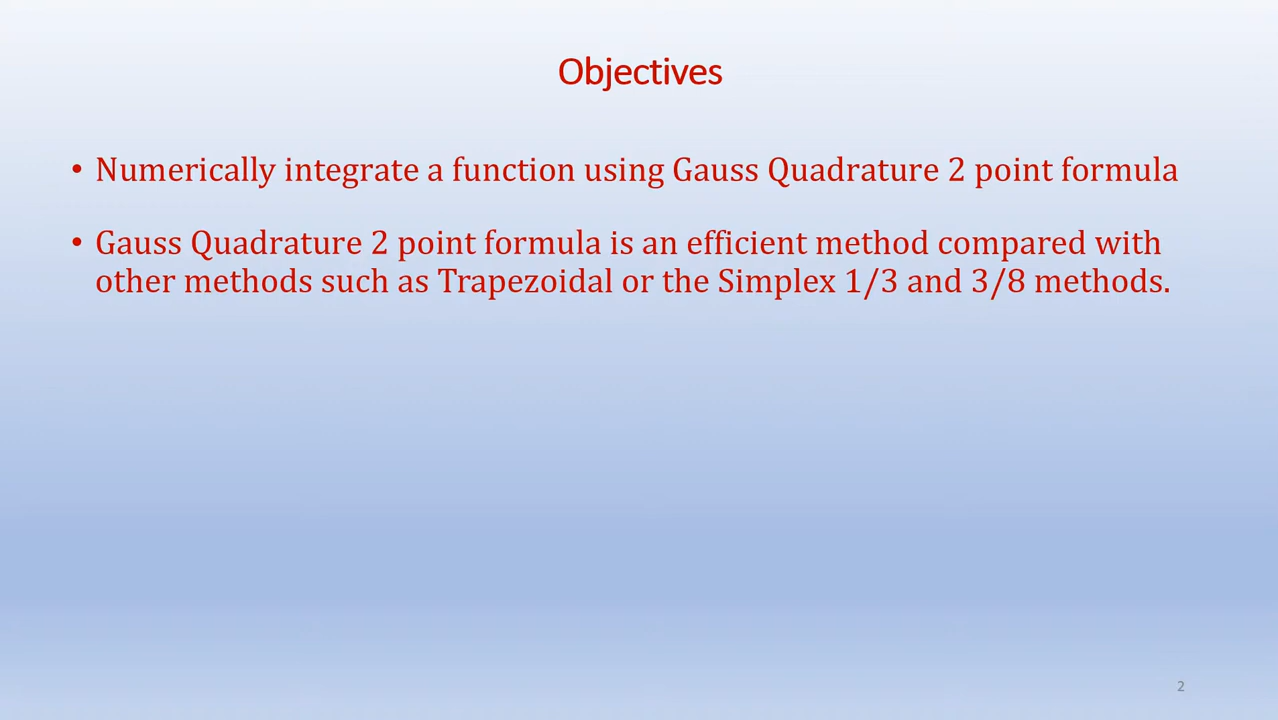 Objectives
• Numerically integrate a function using Gauss Quadrature 2 point formula
• Gauss Quadrature 2 point formula is an efficient method compared with
other methods such as Trapezoidal or the Simplex 1/3 and 3/8 methods.
2